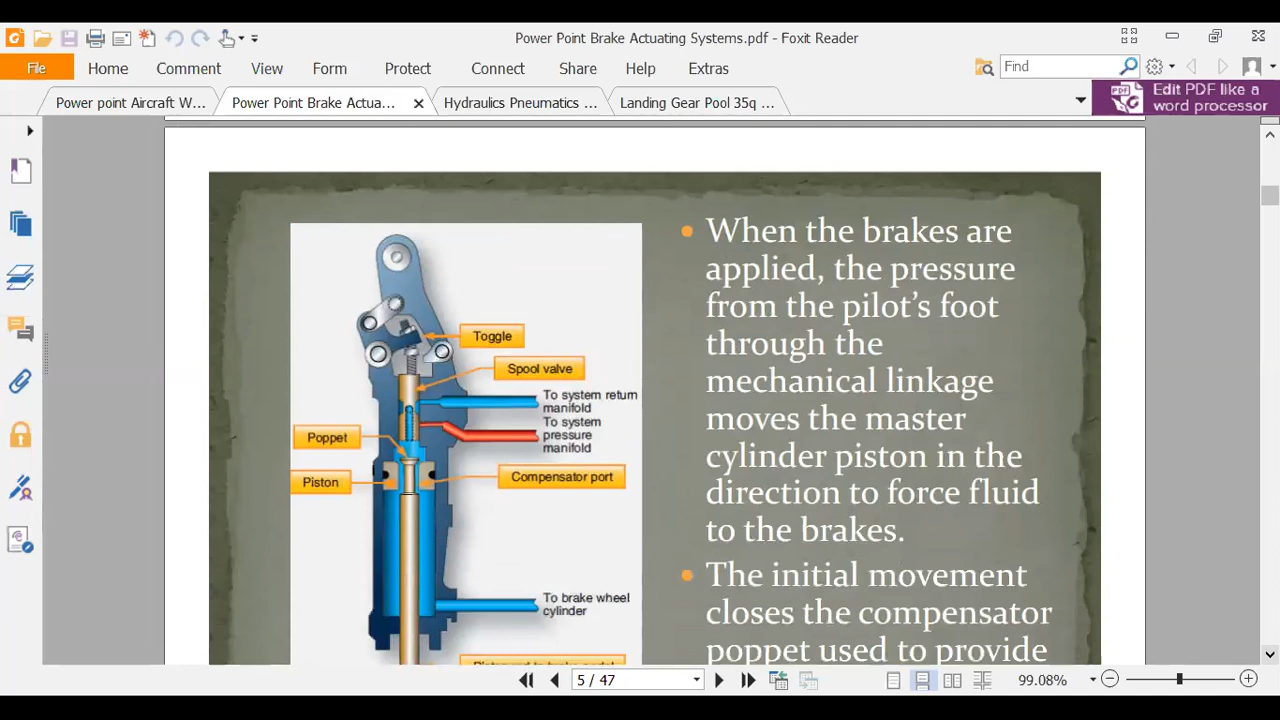 Power Point Brake Actuating Systems.pdf - Foxit Reader
File Home Comment View Form Protect Connect Share Help Extras Find
Power point Aircraft W... Power Point Brake Actua... Hydraulics Pneumatics ... Landing Gear Pool 35q ...
PDF Edit PDF like a
word processor
Toggle
Spool valve
To system return
manifold
To system
pressure
manifold
Poppet
Piston
Compensator port
To brake wheel
cylinder
• When the brakes are
applied, the pressure
from the pilot's foot
through the
mechanical linkage
moves the master
cylinder piston in the
direction to force fluid
to the brakes.
• The initial movement
closes the compensator
poppet used to provide
5 / 47
99.08%